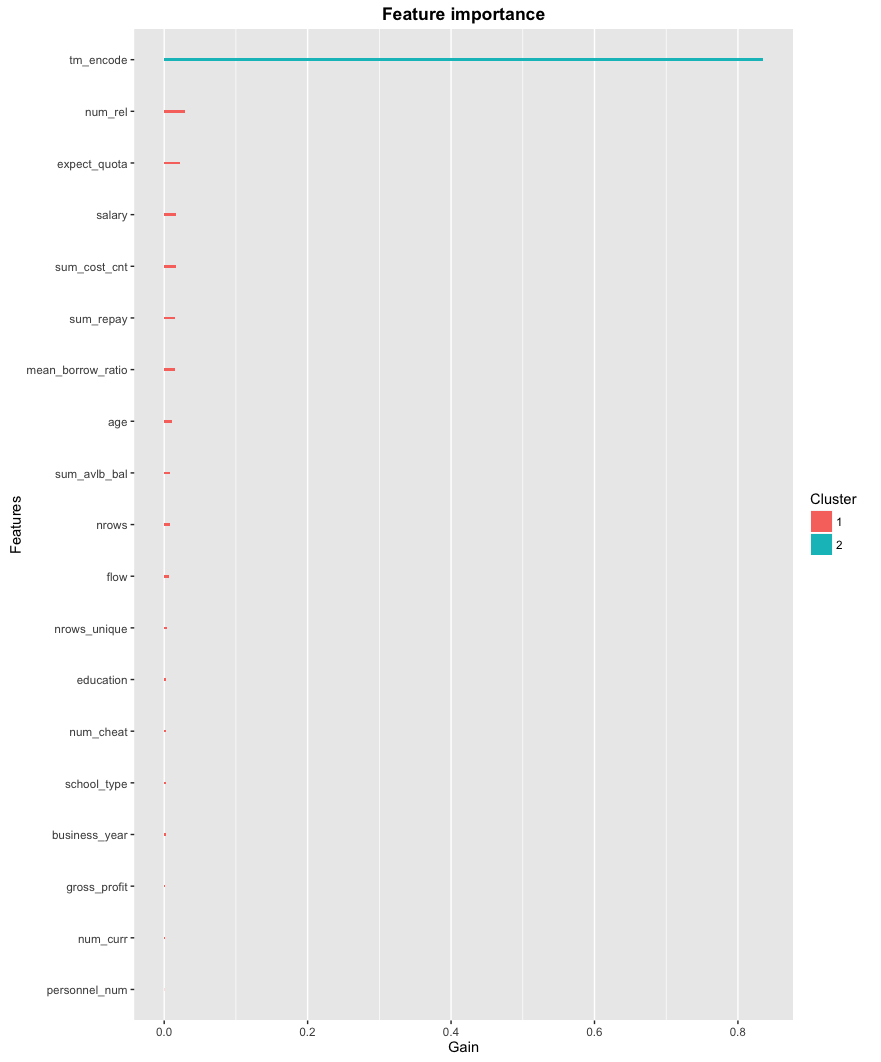 Feature importance
tm_encode
num_rel
expect_quota
salary
sum_cost_cnt
sum_repay
mean_borrow_ratio
age
sum_avlb_bal
nrows
flow
nrows_unique
education
num_cheat
school_type
business_year
gross_profit
num_curr
personnel_num
Features
0.0 0.2 0.4 0.6 0.8
Gain
Cluster
1
2